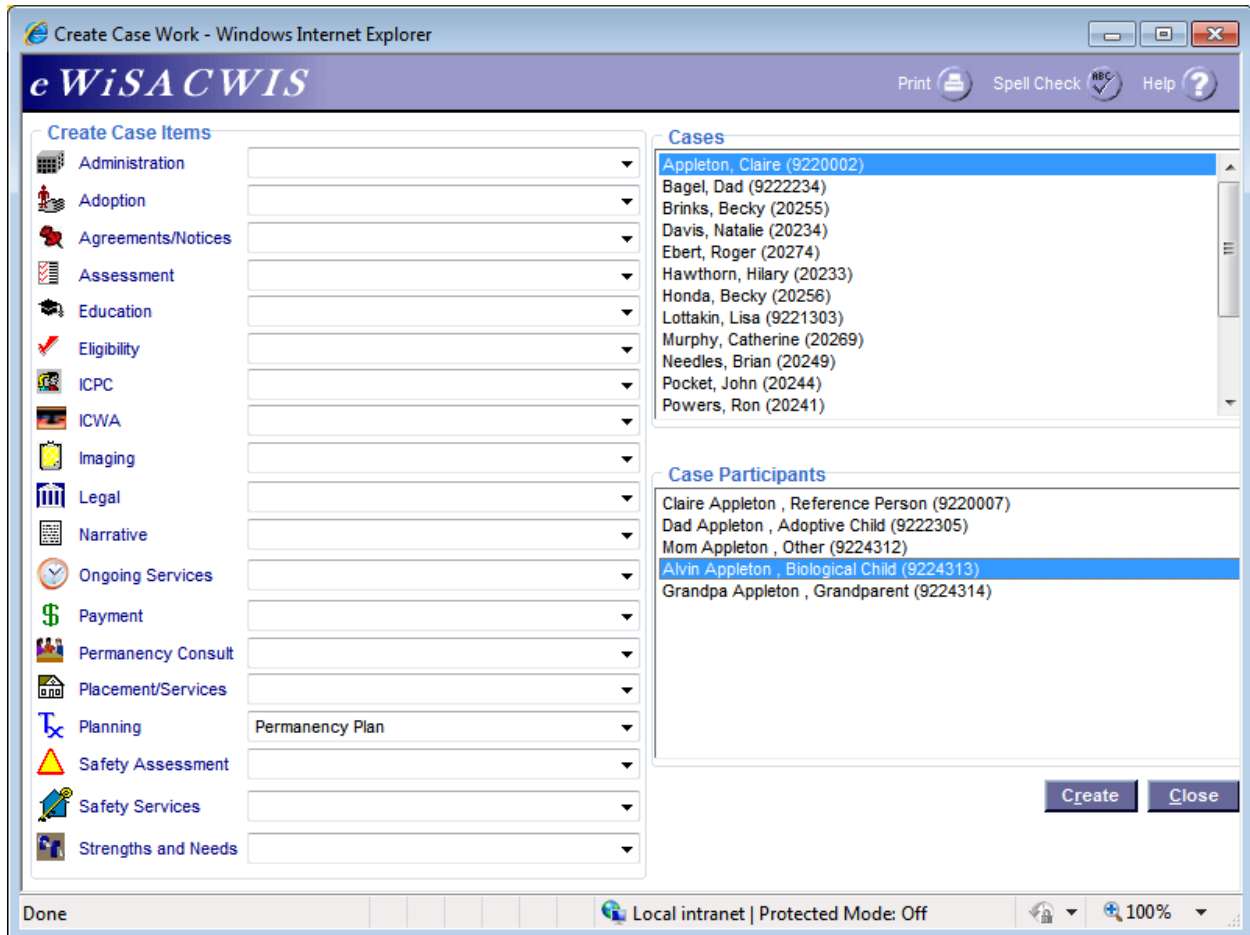 Create Case Work - Windows Internet Explorer
e WiSACWIS
Print Spell Check ABC Help ?
Create Case Items
Administration
Adoption
Agreements/Notices
Assessment
Education
Eligibility
ICPC
ICWA
Imaging
Legal
Narrative
Ongoing Services
Payment
Permanency Consult
Placement/Services
Planning Permanency Plan
Safety Assessment
Safety Services
Strengths and Needs
Cases
Appleton, Claire (9220002)
Bagel, Dad (9222234)
Brinks, Becky (20255)
Davis, Natalie (20234)
Ebert, Roger (20274)
Hawthorn, Hilary (20233)
Honda, Becky (20256)
Lottakin, Lisa (9221303)
Murphy, Catherine (20269)
Needles, Brian (20249)
Pocket, John (20244)
Powers, Ron (20241)
Case Participants
Claire Appleton , Reference Person (9220007)
Dad Appleton , Adoptive Child (9222305)
Mom Appleton , Other (9224312)
Alvin Appleton , Biological Child (9224313)
Grandpa Appleton , Grandparent (9224314)
Create Close
Done Local intranet | Protected Mode: Off 100%